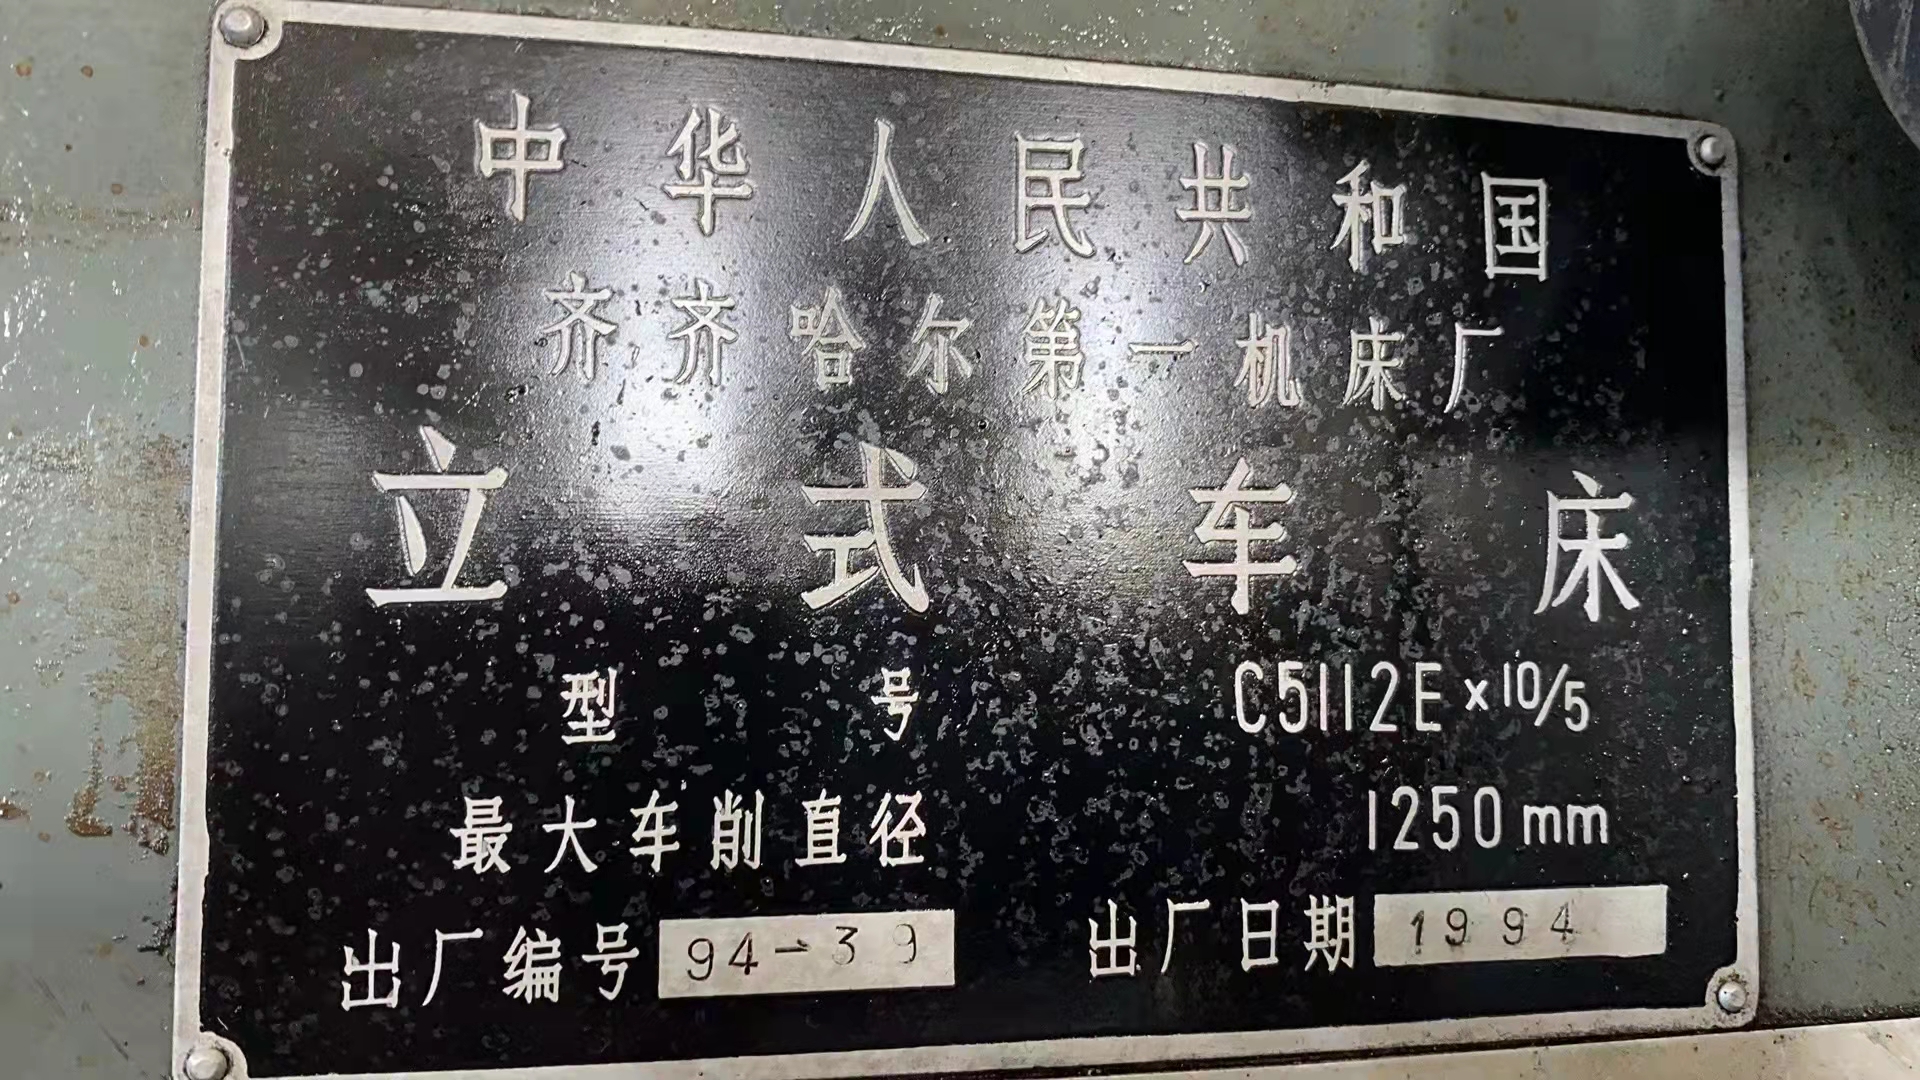 中华人民共和国
齐齐哈尔第一机床厂
立式车床
型号 C5112E×10/5
最大车削直径 1250mm
出厂编号 94-39 出厂日期 1994